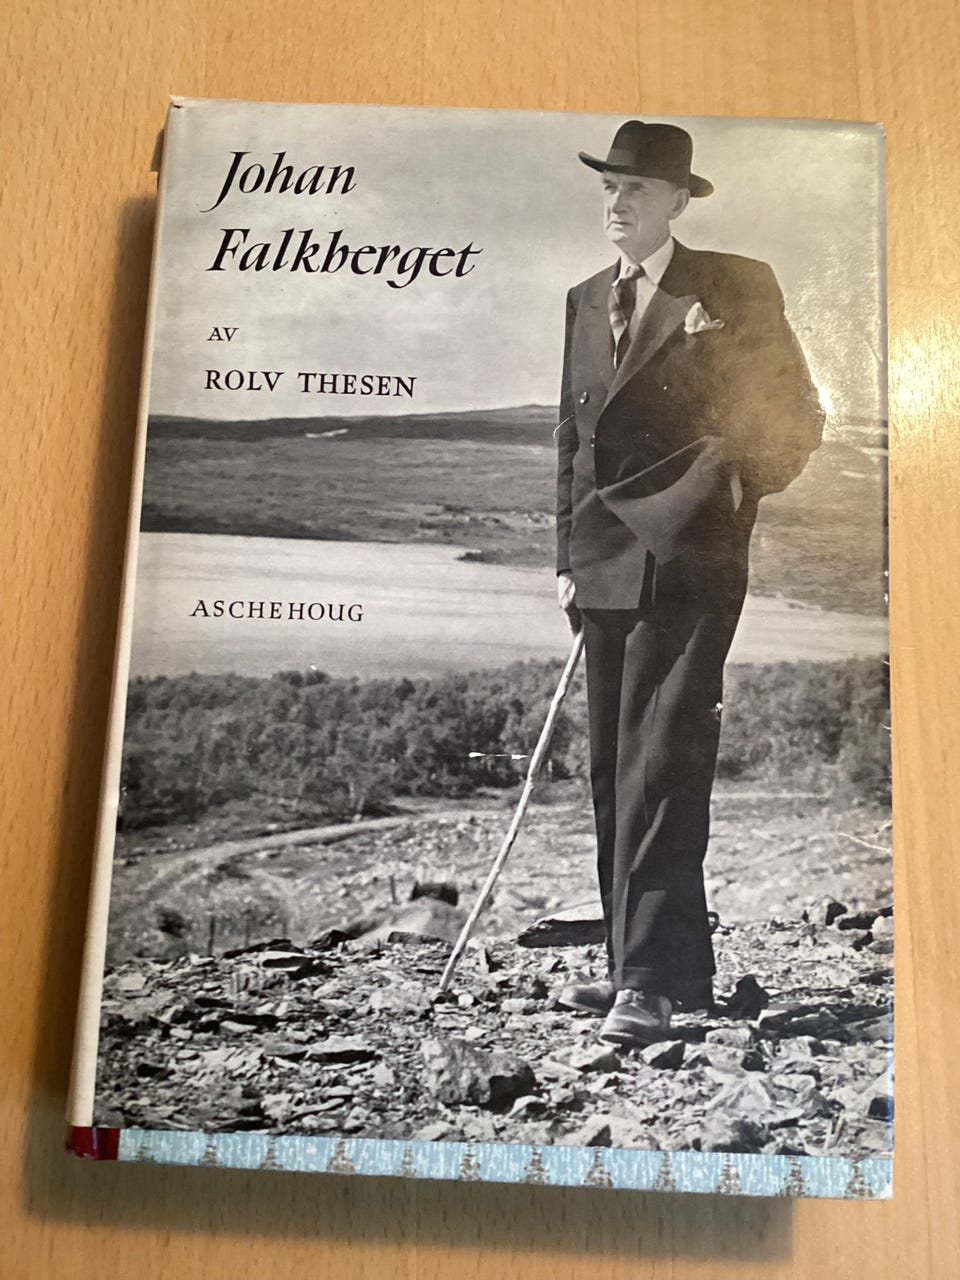 Johan
Falkberget
AV
ROLV THESEN
ASCHEHOUG